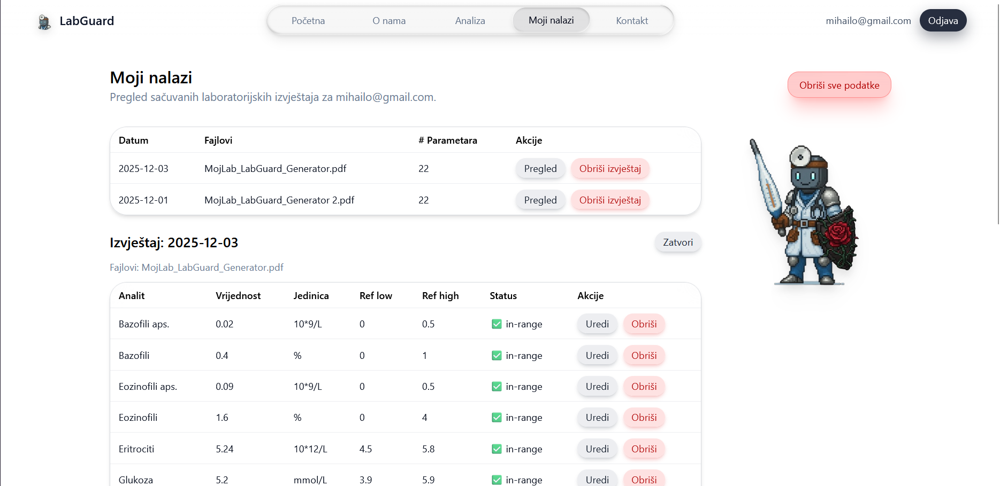 LabGuard
Početna
O nama
Analiza
Moji nalazi
Kontakt
mihailo@gmail.com
Odjava
Moji nalazi
Pregled sačuvanih laboratorijskih izvještaja za mihailo@gmail.com.
Obriši sve podatke
Datum Fajlovi # Parametara Akcije
2025-12-03 MojLab_LabGuard_Generator.pdf 22 Pregled Obriši izvještaj
2025-12-01 MojLab_LabGuard_Generator 2.pdf 22 Pregled Obriši izvještaj
Izvještaj: 2025-12-03
Zatvori
Fajlovi: MojLab_LabGuard_Generator.pdf
Analit Vrijednost Jedinica Ref low Ref high Status Akcije
Bazofili aps. 0.02 10*9/L 0 0.5 ✅ in-range Uredi Obriši
Bazofili 0.4 % 0 1 ✅ in-range Uredi Obriši
Eozinofili aps. 0.09 10*9/L 0 0.5 ✅ in-range Uredi Obriši
Eozinofili 1.6 % 0 4 ✅ in-range Uredi Obriši
Eritrociti 5.24 10*12/L 4.5 5.8 ✅ in-range Uredi Obriši
Glukoza 5.2 mmol/L 3.9 5.9 ✅ in-range Uredi Obriši